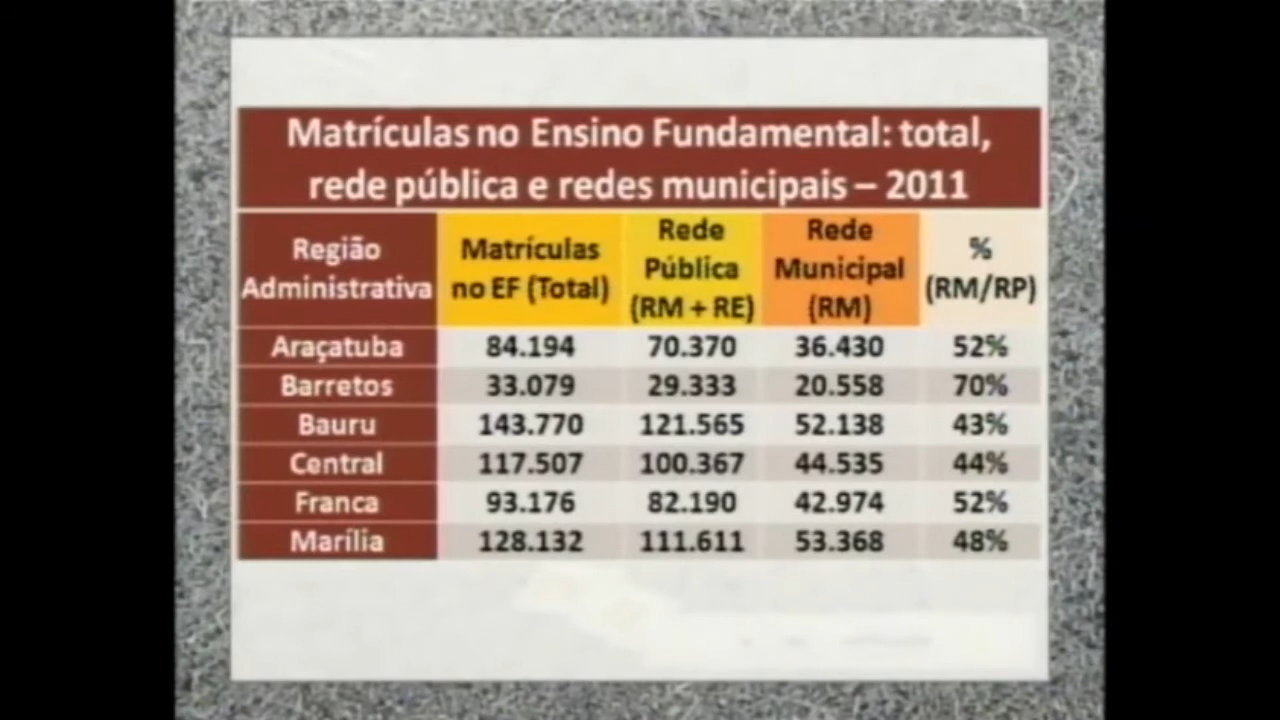 Matrículas no Ensino Fundamental: total,
rede pública e redes municipais – 2011
Região Administrativa Matrículas no EF (Total) Rede Pública (RM + RE) Rede Municipal (RM) % (RM/RP)
Araçatuba 84.194 70.370 36.430 52%
Barretos 33.079 29.333 20.558 70%
Bauru 143.770 121.565 52.138 43%
Central 117.507 100.367 44.535 44%
Franca 93.176 82.190 42.974 52%
Marília 128.132 111.611 53.368 48%